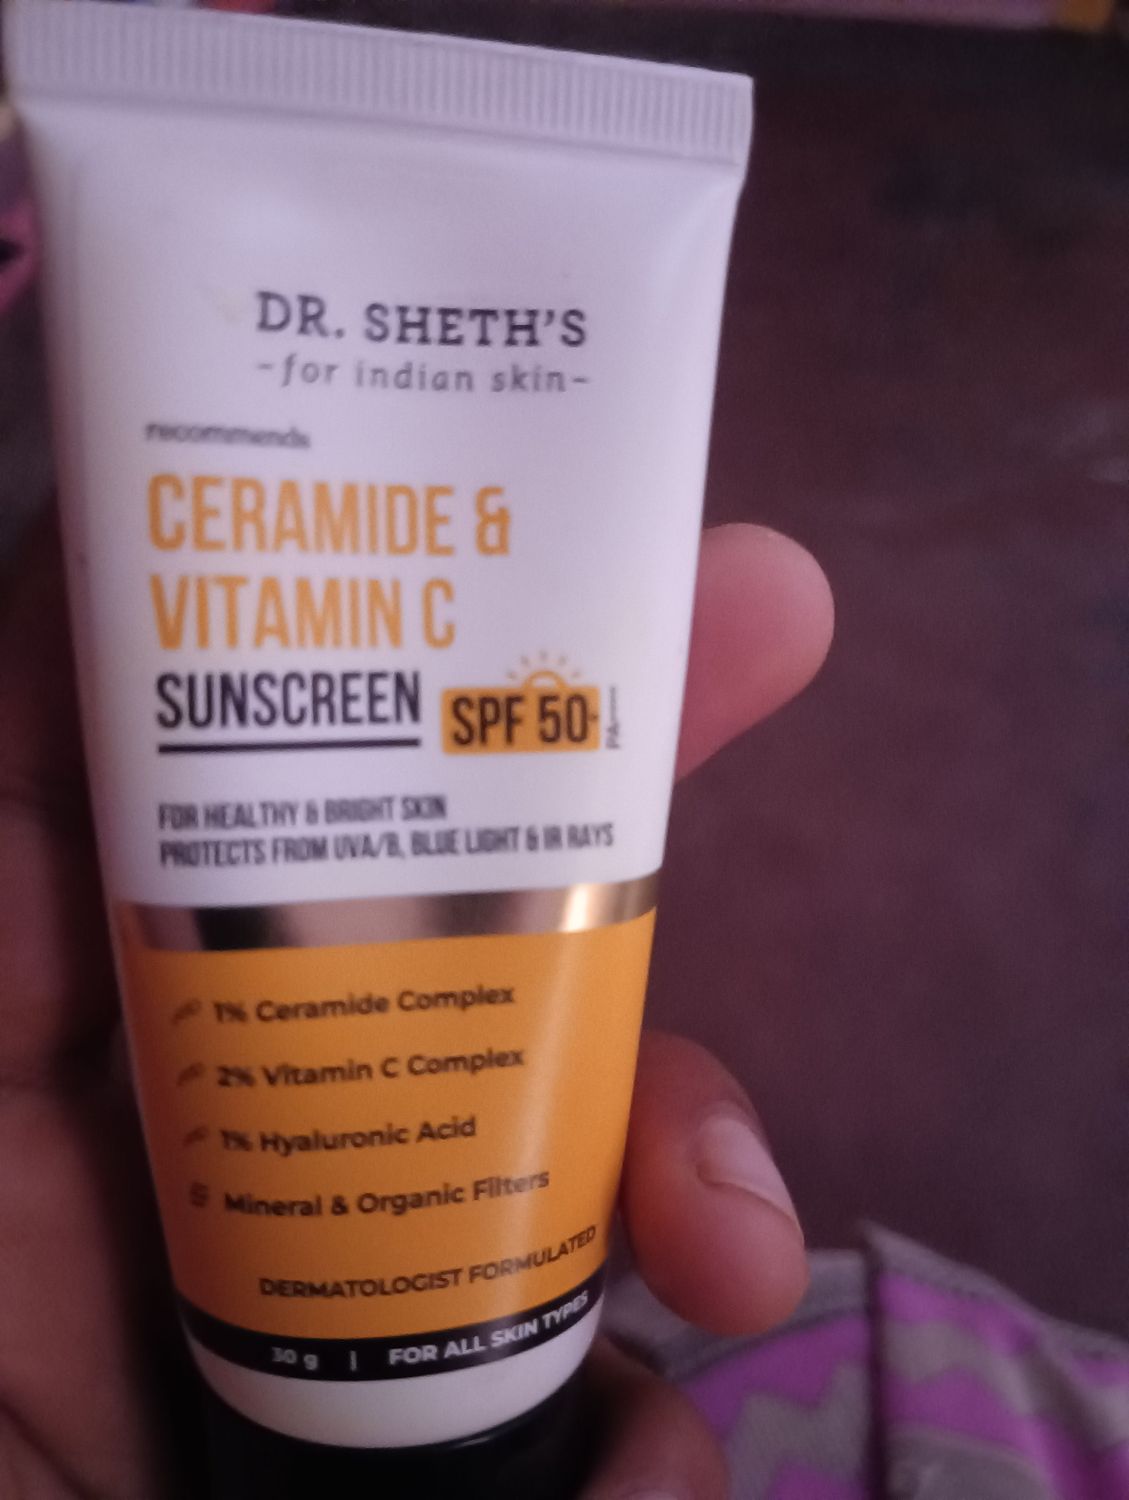 DR. SHETH'S
-for indian skin-
recommends
CERAMIDE &
VITAMIN C
SUNSCREEN SPF 50+
FOR HEALTHY & BRIGHT SKIN
PROTECTS FROM UVA/B, BLUE LIGHT & IR RAYS
1% Ceramide Complex
2% Vitamin C Complex
1% Hyaluronic Acid
Mineral & Organic Filters
DERMATOLOGIST FORMULATED
30 g | FOR ALL SKIN TYPES